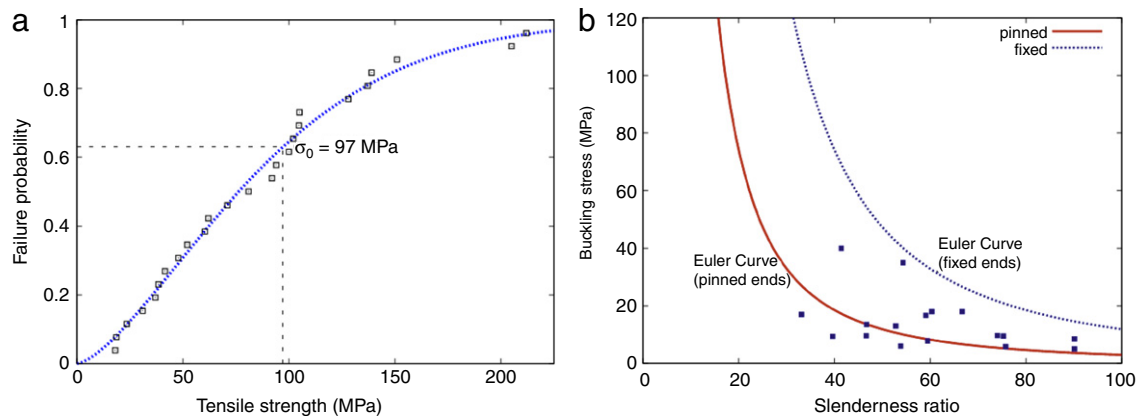 a
1
0.8
0.6
0.4
0.2
0
Failure probability
σ0 = 97 MPa
0
50
100
150
200
Tensile strength (MPa)
b
120
100
80
60
40
20
0
Buckling stress (MPa)
pinned
fixed
Euler Curve
(pinned ends)
Euler Curve
(fixed ends)
0
20
40
60
80
100
Slenderness ratio